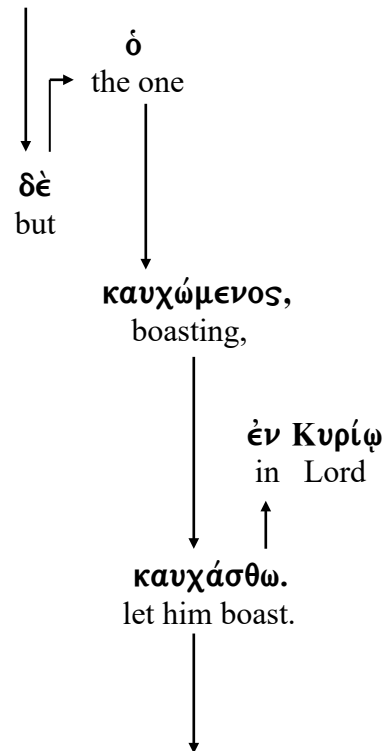 ὁ
the one
δὲ
but
καυχώμενος,
boasting,
ἐν Κυρίῳ
in Lord
καυχάσθω.
let him boast.